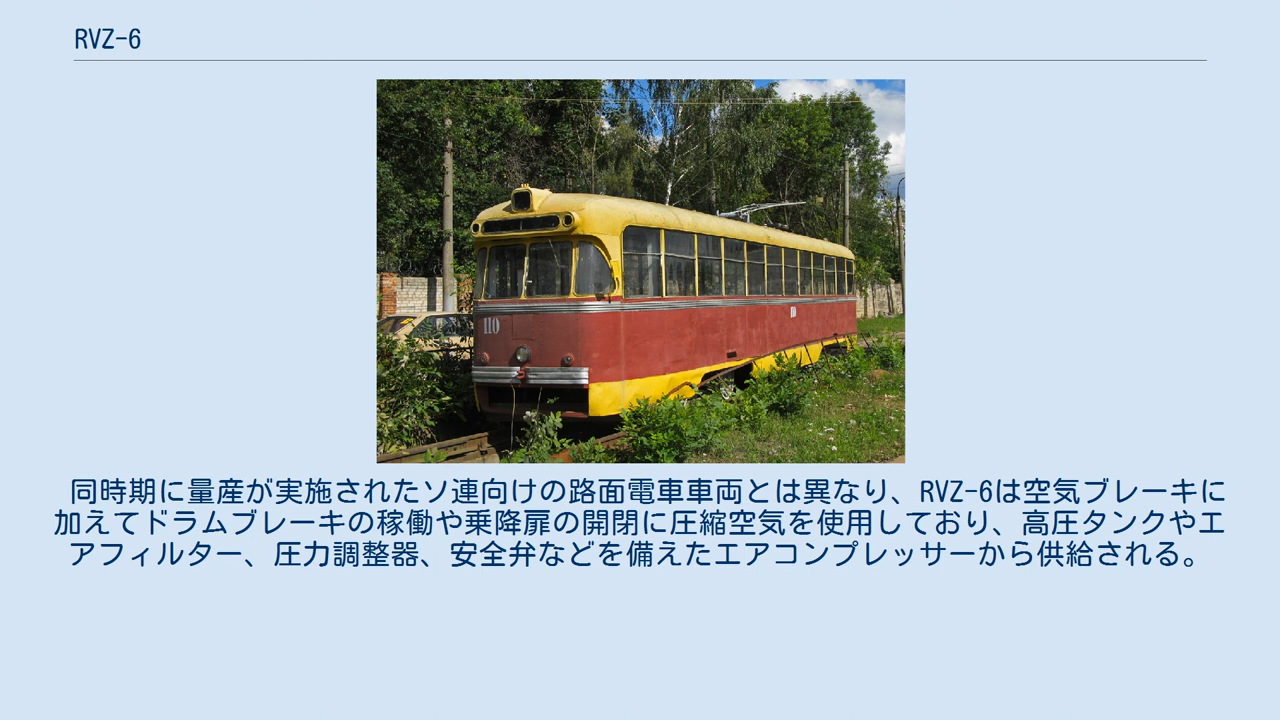 RVZ-6
110
110
同時期に量産が実施されたソ連向けの路面電車車両とは異なり、RVZ-6は空気ブレーキに
加えてドラムブレーキの稼働や乗降扉の開閉に圧縮空気を使用しており、高圧タンクやエ
アフィルター、圧力調整器、安全弁などを備えたエアコンプレッサーから供給される。